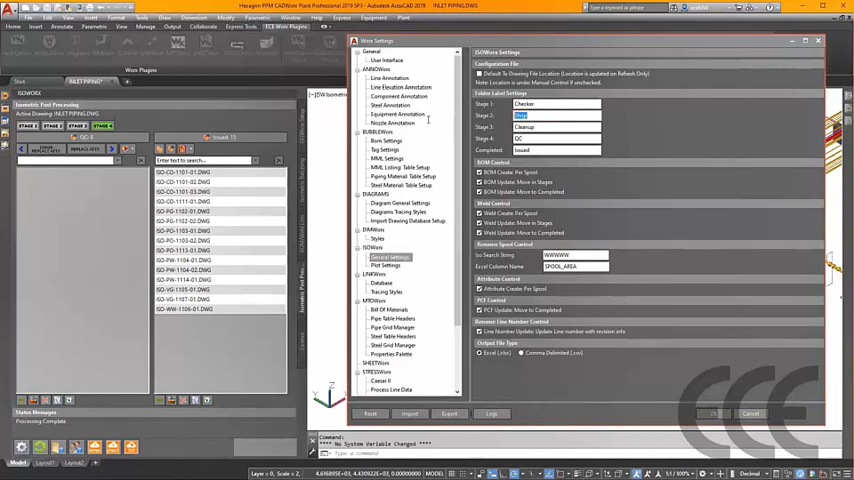 Hexagon PPM CADWorx Plant Professional 2019 SP3 - Autodesk AutoCAD 2019 INLET PIPING.DWG
Type a keyword or phrase
File Edit View Insert Format Tools Draw Dimension Modify Parametric Window Express Equipment Plant
Home Insert Annotate Parametric View Manage Output Collaborate Express Tools ECE Worx Plugins
Worx Plugins
Start
INLET PIPING*
ISOWORX
Isometric Post Processing
Active Drawing: INLET PIPING.DWG
STAGE 1 STAGE 2 STAGE 3 STAGE 4
QC: 0
Issued: 15
Enter text to search...
ISO-CD-1101-01.DWG
ISO-CD-1101-02.DWG
ISO-CD-1101-03.DWG
ISO-CD-1111-01.DWG
ISO-PG-1102-01.DWG
ISO-PG-1102-02.DWG
ISO-PO-1103-01.DWG
ISO-PO-1113-01.DWG
ISO-PW-1104-01.DWG
ISO-PW-1104-02.DWG
ISO-PW-1114-01.DWG
ISO-VG-1105-01.DWG
ISO-VG-1107-01.DWG
ISO-WW-1106-01.DWG
Status Messages
Processing Complete
Model Layout1 Layout2
Worx Settings
General
User Interface
ANNOWorx
Line Annotation
Line Elevation Annotation
Component Annotation
Steel Annotation
Equipment Annotation
Nozzle Annotation
BUBBLEWorx
Bom Settings
Tag Settings
MML Settings
MML Listing: Table Setup
Piping Material: Table Setup
Steel Material: Table Setup
DIAGRAMS
Diagram General Settings
Diagrams Tracing Styles
Import Drawing Database Setup
DIMWorx
Styles
ISOWorx
General Settings
Plot Settings
LINKWorx
Database
Tracing Styles
MTOWorx
Bill Of Materials
Pipe Table Headers
Pipe Grid Manager
Steel Table Headers
Steel Grid Manager
Properties Palette
SHEETWorx
STRESSWorx
Caesar II
Process Line Data
Reset Import Export Logs
ISOWorx Settings
Configuration File
Default To Drawing File Location (Location is updated on Refresh Only)
Note: Location is under Manual Control if unchecked.
Folder Label Settings
Stage 1: Checker
Stage 2:
Stage 3: Cleanup
Stage 4: QC
Completed: Issued
BOM Control
BOM Create: Per Spool
BOM Update: Move in Stages
BOM Update: Move to Completed
Weld Control
Weld Create: Per Spool
Weld Update: Move in Stages
Weld Update: Move to Completed
Rename Spool Control
Iso Search String WWWWW
Excel Column Name: SPOOL_AREA
Attribute Control
Attribute Create: Per Spool
PCF Control
PCF Update: Move to Completed
Rename Line Number Control
Line Number Update: Update Line number with revision info
Output File Type
Excel (.xlsx) Comma Delimited (.csv)
Ok Cancel
CCE
Command:
**** No System Variable Changed ****
Type a command
Layer = 0, Scale = 2,
MODEL
1:1 / 100%
Decimal